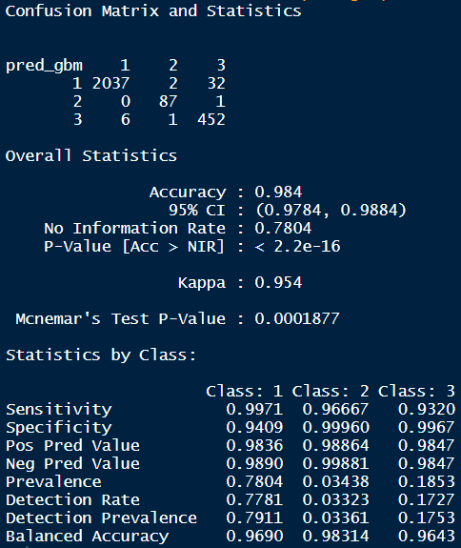 Confusion Matrix and Statistics
pred_gbm 1 2 3
1 2037 2 32
2 0 87 1
3 6 1 452
Overall Statistics
Accuracy : 0.984
95% CI : (0.9784, 0.9884)
No Information Rate : 0.7804
P-Value [Acc > NIR] : < 2.2e-16
Kappa : 0.954
Mcnemar's Test P-Value : 0.0001877
Statistics by Class:
Class: 1 Class: 2 Class: 3
Sensitivity 0.9971 0.96667 0.9320
Specificity 0.9409 0.99960 0.9967
Pos Pred Value 0.9836 0.98864 0.9847
Neg Pred Value 0.9890 0.99881 0.9847
Prevalence 0.7804 0.03438 0.1853
Detection Rate 0.7781 0.03323 0.1727
Detection Prevalence 0.7911 0.03361 0.1753
Balanced Accuracy 0.9690 0.98314 0.9643